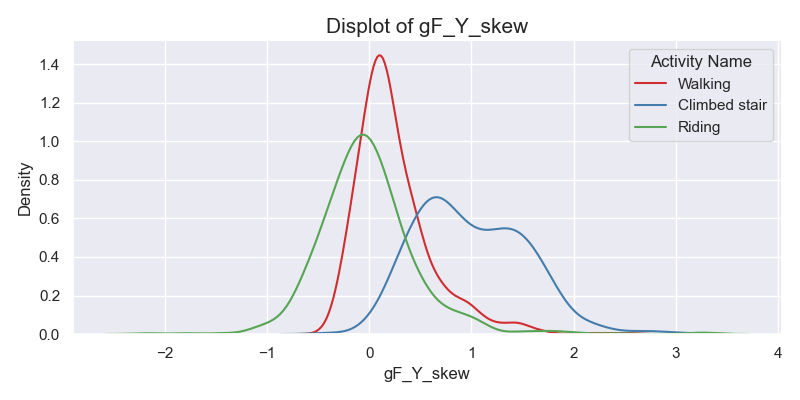 Displot of gF_Y_skew
Activity Name
Walking
Climbed stair
Riding
Density
1.4
1.2
1.0
0.8
0.6
0.4
0.2
0.0
−2
−1
0
1
2
3
4
gF_Y_skew